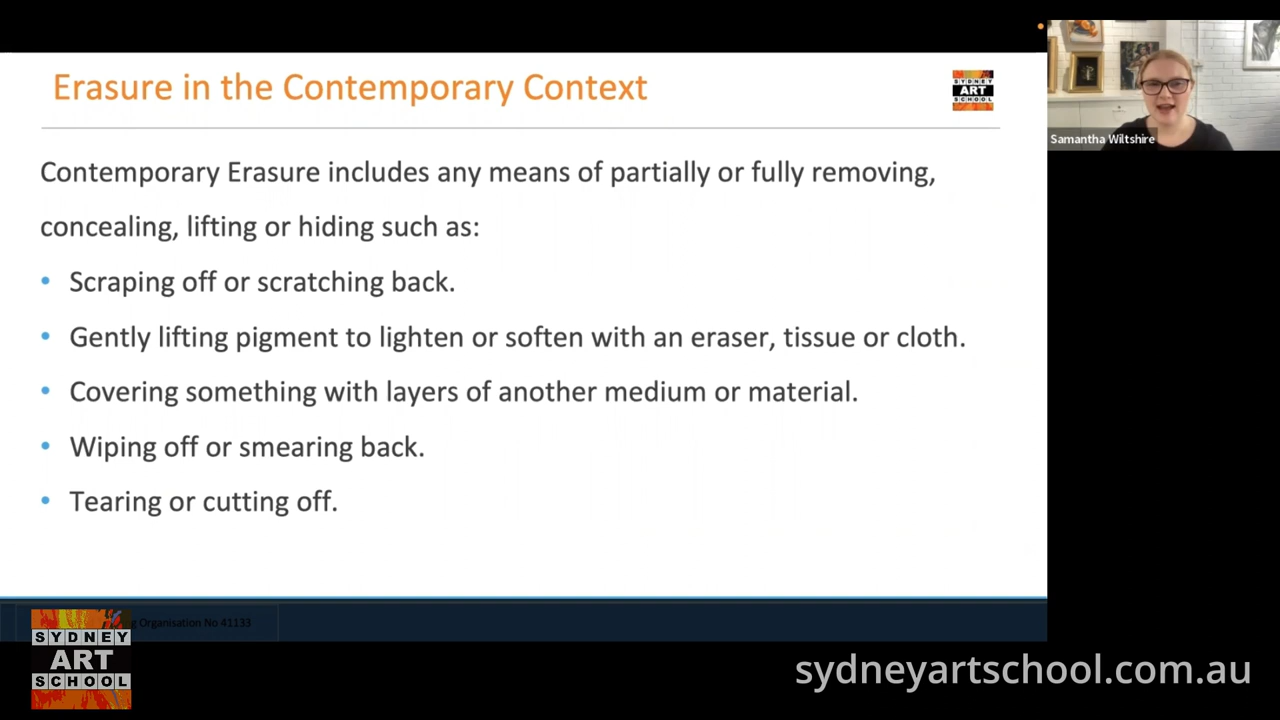 Erasure in the Contemporary Context
SYDNEY
ART
SCHOOL
Samantha Wiltshire
Contemporary Erasure includes any means of partially or fully removing,
concealing, lifting or hiding such as:
• Scraping off or scratching back.
• Gently lifting pigment to lighten or soften with an eraser, tissue or cloth.
• Covering something with layers of another medium or material.
• Wiping off or smearing back.
• Tearing or cutting off.
Organisation No 41133
SYDNEY
ART
SCHOOL
sydneyartschool.com.au